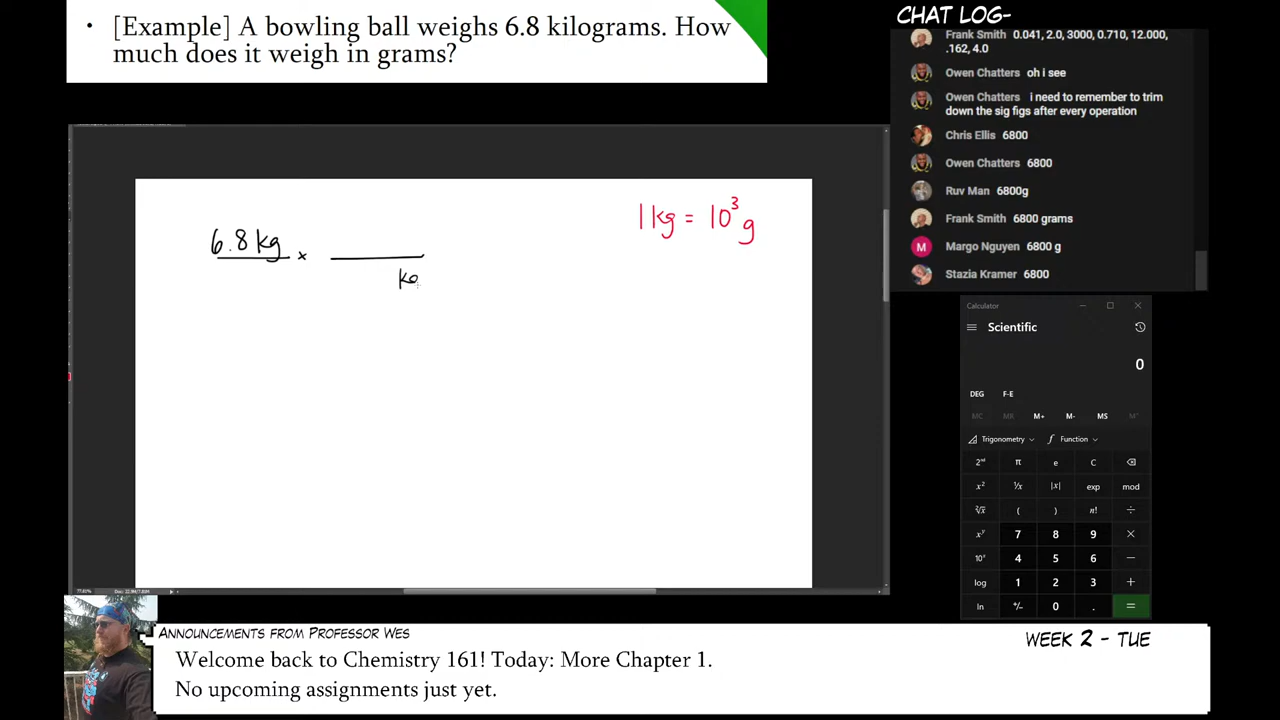 • [Example] A bowling ball weighs 6.8 kilograms. How
much does it weigh in grams?
CHAT LOG-
Frank Smith 0.041, 2.0, 3000, 0.710, 12.000,
.162, 4.0
Owen Chatters oh i see
Owen Chatters i need to remember to trim
down the sig figs after every operation
Chris Ellis 6800
Owen Chatters 6800
Ruv Man 6800g
Frank Smith 6800 grams
M Margo Nguyen 6800 g
Stazia Kramer 6800
1kg = 10³ g
6.8 kg ×
Calculator
Scientific
0
DEG F-E
MC MR M+ M- MS M˅
Trigonometry Function
2ⁿᵈ π e C
x² ¹/x |x| exp mod
²√x ( ) n! ÷
xʸ 7 8 9 ×
10ˣ 4 5 6 −
log 1 2 3 +
ln +/- 0 . =
Announcements from Professor Wes
WEEK 2 - TUE
Welcome back to Chemistry 161! Today: More Chapter 1.
No upcoming assignments just yet.